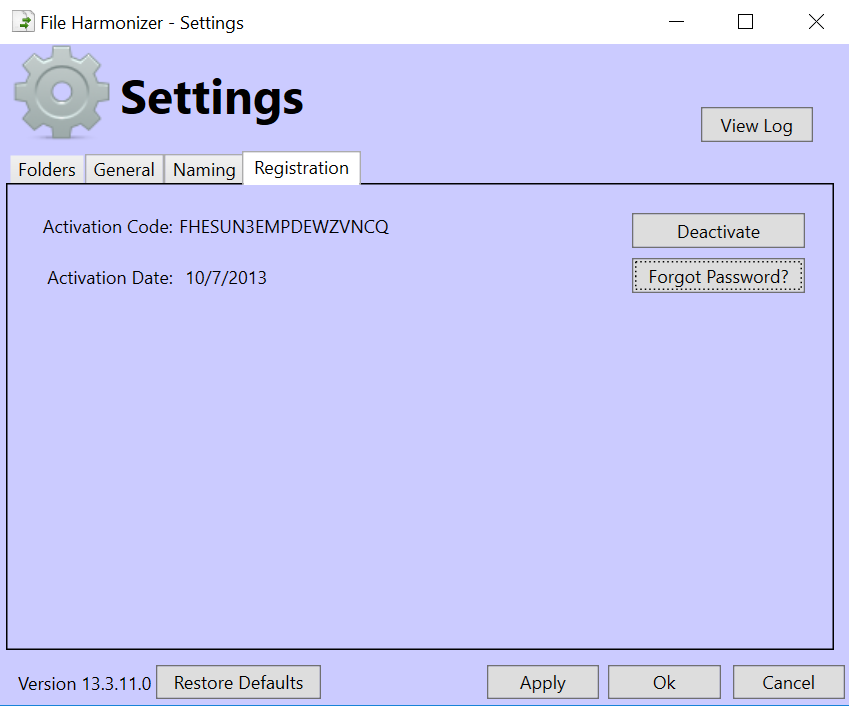 File Harmonizer - Settings
Settings
View Log
Folders General Naming Registration
Activation Code: FHESUN3EMPDEWZVNCQ
Deactivate
Activation Date: 10/7/2013
Forgot Password?
Version 13.3.11.0 Restore Defaults Apply Ok Cancel